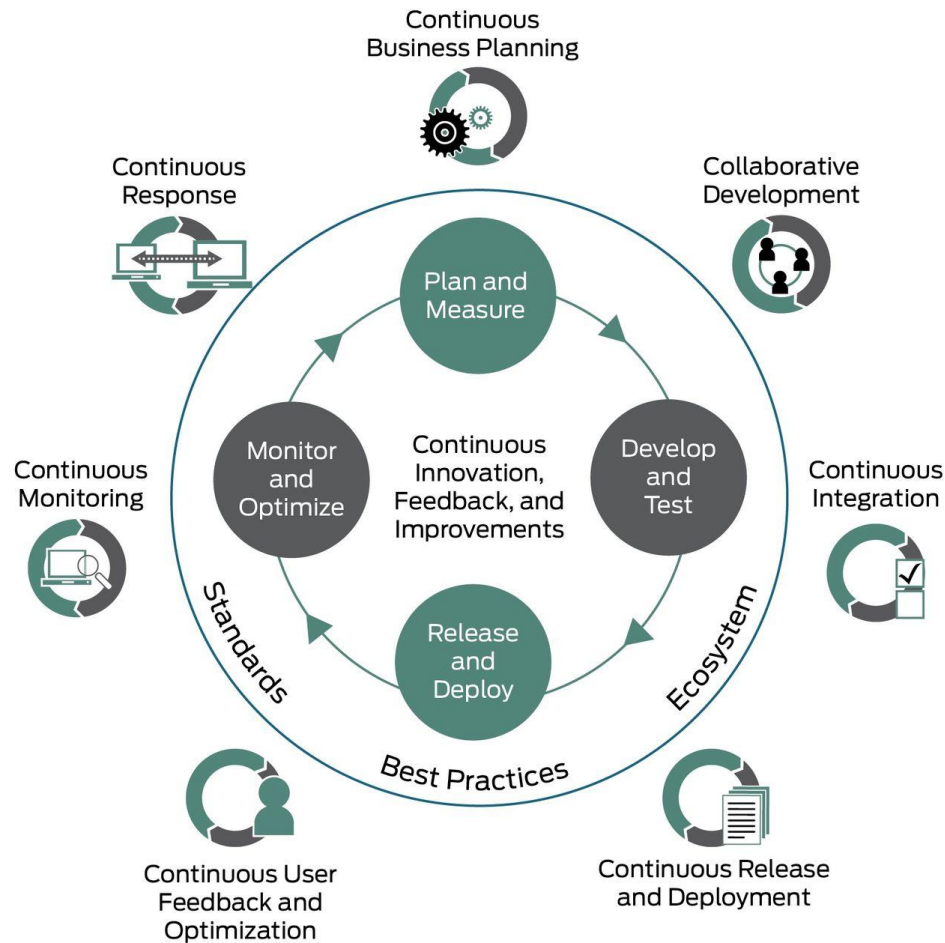 Continuous
Business Planning
Continuous
Response
Collaborative
Development
Plan and
Measure
Monitor
and
Optimize
Continuous
Innovation,
Feedback, and
Improvements
Develop
and
Test
Continuous
Monitoring
Continuous
Integration
Release
and
Deploy
Standards
Best Practices
Ecosystem
Continuous User
Feedback and
Optimization
Continuous Release
and Deployment